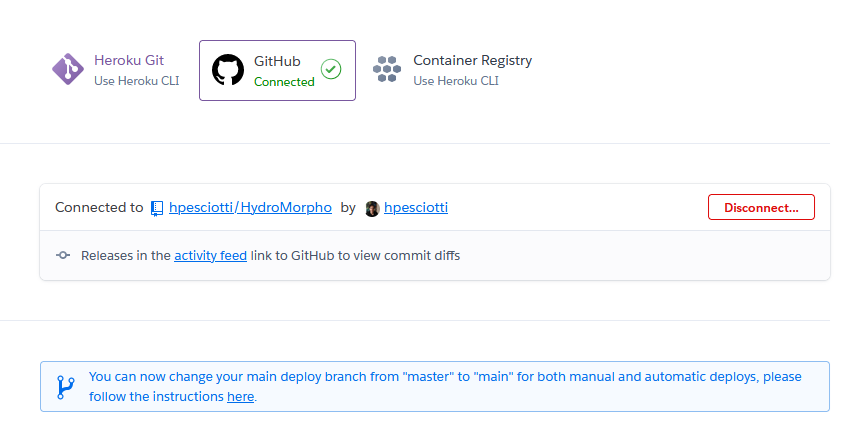 Heroku Git
Use Heroku CLI
GitHub
Connected
Container Registry
Use Heroku CLI
Connected to hpesciotti/HydroMorpho by hpesciotti
Disconnect...
Releases in the activity feed link to GitHub to view commit diffs
You can now change your main deploy branch from "master" to "main" for both manual and automatic deploys, please
follow the instructions here.